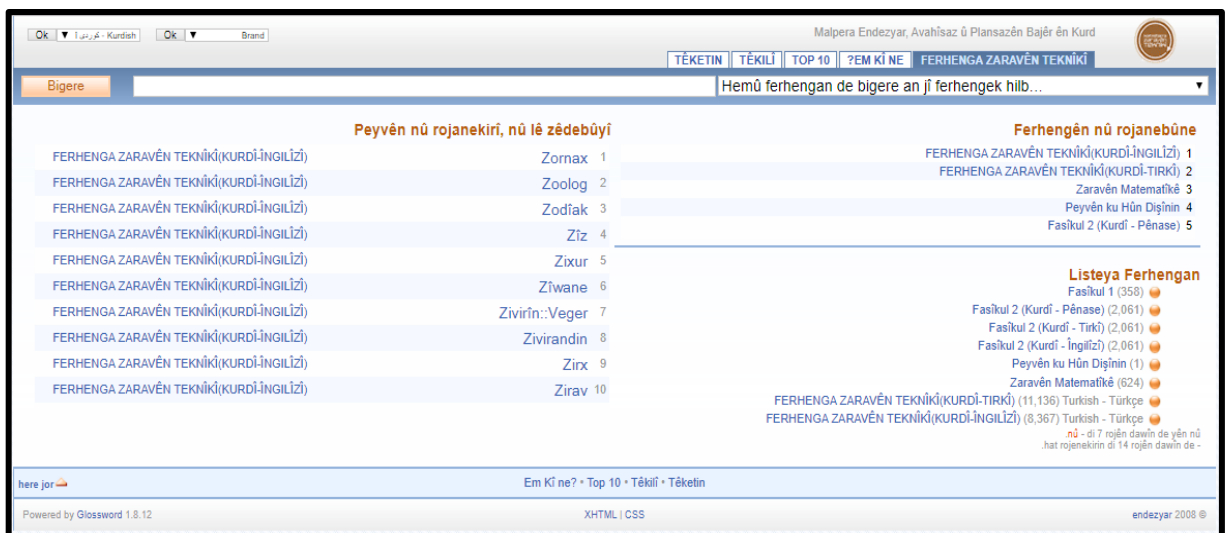 Ok ▼ کوردی - Kurdish Ok ▼ Brand
Malpera Endezyar, Avahîsaz û Plansazên Bajêr ên Kurd
TÊKETIN TÊKILÎ TOP 10 ?EM KÎ NE FERHENGA ZARAVÊN TEKNÎKÎ
Bigere Hemû ferhengan de bigere an jî ferhengek hilb... ▼
Peyvên nû rojanekirî, nû lê zêdebûyî
FERHENGA ZARAVÊN TEKNÎKÎ(KURDÎ-ÎNGILÎZÎ) Zornax 1
FERHENGA ZARAVÊN TEKNÎKÎ(KURDÎ-ÎNGILÎZÎ) Zoolog 2
FERHENGA ZARAVÊN TEKNÎKÎ(KURDÎ-ÎNGILÎZÎ) Zodîak 3
FERHENGA ZARAVÊN TEKNÎKÎ(KURDÎ-ÎNGILÎZÎ) Zîz 4
FERHENGA ZARAVÊN TEKNÎKÎ(KURDÎ-ÎNGILÎZÎ) Zixur 5
FERHENGA ZARAVÊN TEKNÎKÎ(KURDÎ-ÎNGILÎZÎ) Zîwane 6
FERHENGA ZARAVÊN TEKNÎKÎ(KURDÎ-ÎNGILÎZÎ) Zivirîn::Veger 7
FERHENGA ZARAVÊN TEKNÎKÎ(KURDÎ-ÎNGILÎZÎ) Zivirandin 8
FERHENGA ZARAVÊN TEKNÎKÎ(KURDÎ-ÎNGILÎZÎ) Zirx 9
FERHENGA ZARAVÊN TEKNÎKÎ(KURDÎ-ÎNGILÎZÎ) Zirav 10
Ferhengên nû rojanebûne
FERHENGA ZARAVÊN TEKNÎKÎ(KURDÎ-ÎNGILÎZÎ) 1
FERHENGA ZARAVÊN TEKNÎKÎ(KURDÎ-TIRKÎ) 2
Zaravên Matematîkê 3
Peyvên ku Hûn Dişînin 4
Fasîkul 2 (Kurdî - Pênase) 5
Listeya Ferhengan
Fasîkul 1 (358)
Fasîkul 2 (Kurdî - Pênase) (2,061)
Fasîkul 2 (Kurdî - Tirkî) (2,061)
Fasîkul 2 (Kurdî - Îngilîzî) (2,061)
Peyvên ku Hûn Dişînin (1)
Zaravên Matematîkê (624)
FERHENGA ZARAVÊN TEKNÎKÎ(KURDÎ-TIRKÎ) (11,136) Turkish - Türkçe
FERHENGA ZARAVÊN TEKNÎKÎ(KURDÎ-ÎNGILÎZÎ) (8,367) Turkish - Türkçe
.nû - di 7 rojên dawîn de yên nû
.hat rojenekirin di 14 rojên dawîn de -
here jor Em Kî ne? • Top 10 • Têkilî • Têketin
Powered by Glossword 1.8.12 XHTML | CSS endezyar 2008 ©